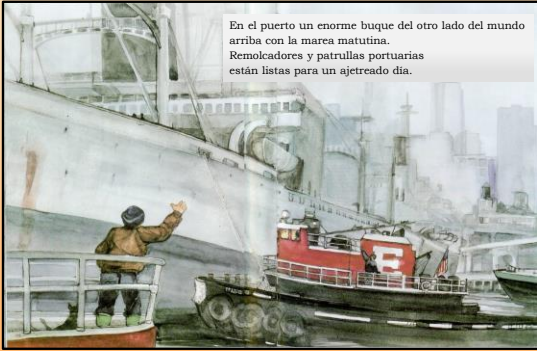 En el puerto un enorme buque del otro lado del mundo
arriba con la marea matutina.
Remolcadores y patrullas portuarias
están listas para un ajetreado día.
E